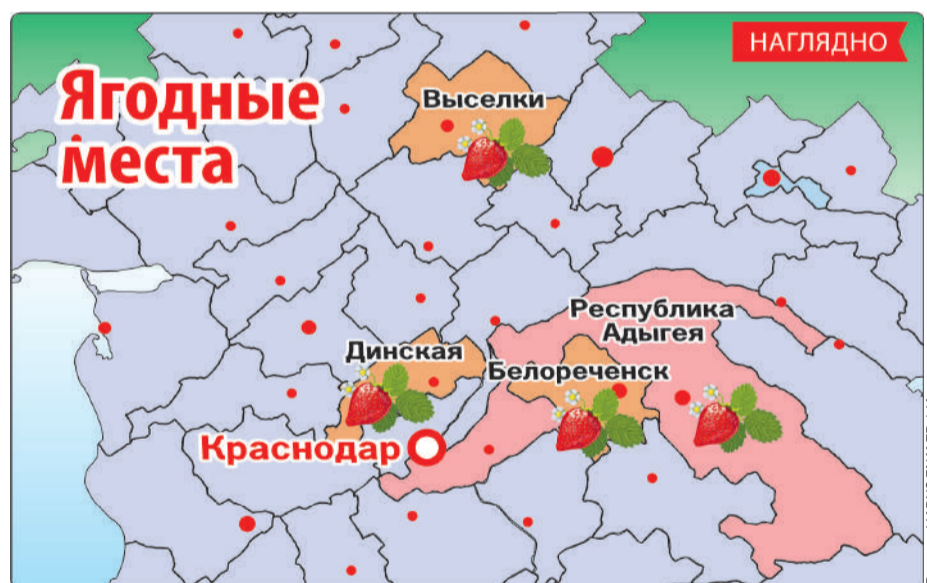 НАГЛЯДНО
Ягодные
места
Выселки
Республика
Адыгея
Динская
Белореченск
Краснодар